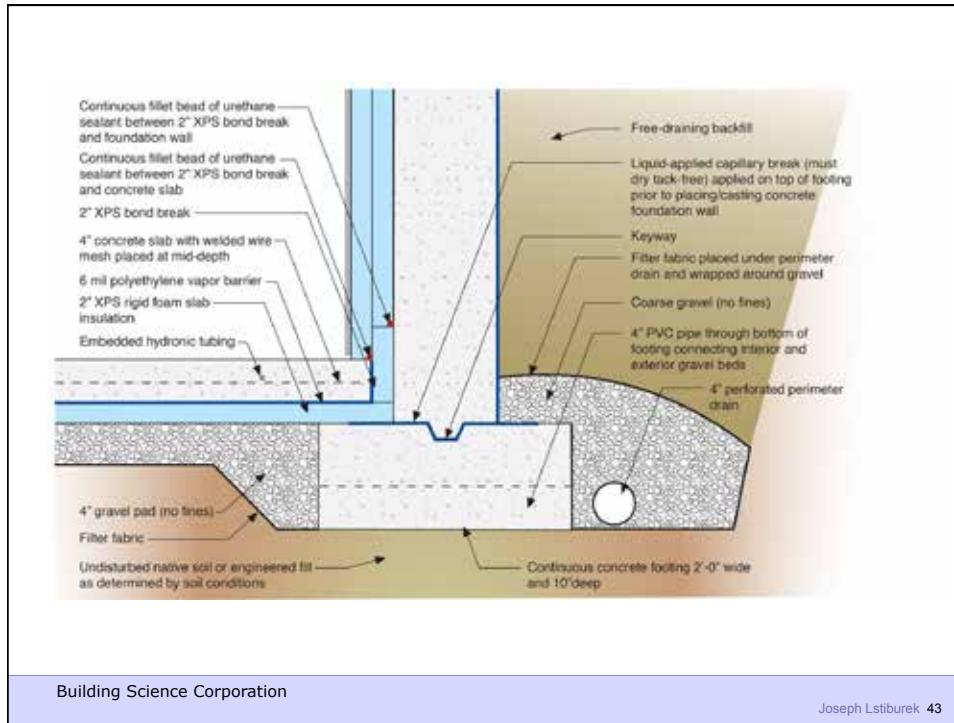 Continuous fillet bead of urethane
sealant between 2" XPS bond break
and foundation wall
Continuous fillet bead of urethane
sealant between 2" XPS bond break
and concrete slab
2" XPS bond break
4" concrete slab with welded wire
mesh placed at mid-depth
6 mil polyethylene vapor barrier
2" XPS rigid foam slab
insulation
Embedded hydronic tubing
4" gravel pad (no fines)
Filter fabric
Undisturbed native soil or engineered fill
as determined by soil conditions
Free-draining backfill
Liquid-applied capillary break (must
dry tack-free) applied on top of footing
prior to placing/casting concrete
foundation wall
Keyway
Filter fabric placed under perimeter
drain and wrapped around gravel
Coarse gravel (no fines)
4" PVC pipe through bottom of
footing connecting interior and
exterior gravel beds
4" perforated perimeter
drain
Continuous concrete footing 2'-0" wide
and 10"deep
Building Science Corporation
Joseph Lstiburek 43